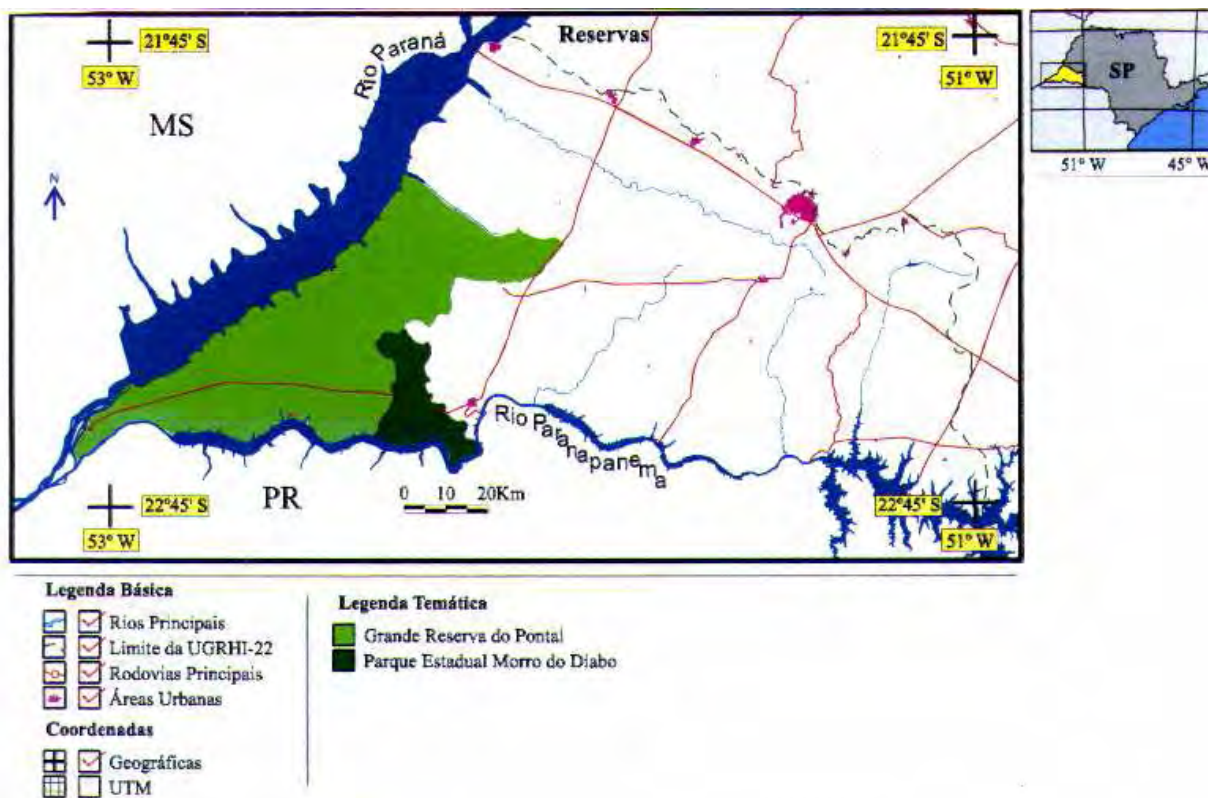 Reservas
Rio Paraná
21°45' S
53° W
21°45' S
51° W
MS
N
SP
51° W
45° W
Rio Paranapanema
PR
0 10 20Km
22°45' S
53° W
22°45' S
51° W
Legenda Básica
Rios Principais
Limite da UGRHI-22
Rodovias Principais
Áreas Urbanas
Coordenadas
Geográficas
UTM
Legenda Temática
Grande Reserva do Pontal
Parque Estadual Morro do Diabo